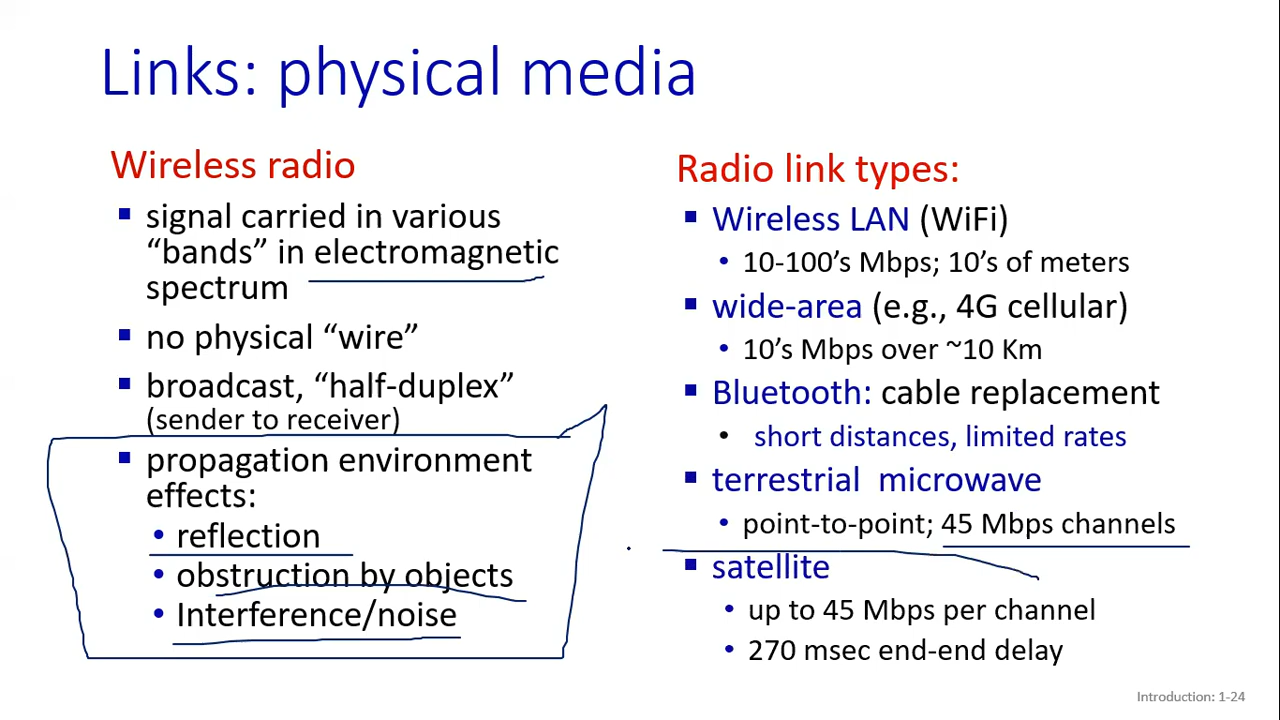 Links: physical media
Wireless radio
▪ signal carried in various
“bands” in electromagnetic
spectrum
▪ no physical “wire”
▪ broadcast, “half-duplex”
(sender to receiver)
▪ propagation environment
effects:
• reflection
• obstruction by objects
• Interference/noise
Radio link types:
▪ Wireless LAN (WiFi)
• 10-100’s Mbps; 10’s of meters
▪ wide-area (e.g., 4G cellular)
• 10’s Mbps over ~10 Km
▪ Bluetooth: cable replacement
• short distances, limited rates
▪ terrestrial microwave
• point-to-point; 45 Mbps channels
▪ satellite
• up to 45 Mbps per channel
• 270 msec end-end delay
Introduction: 1-24